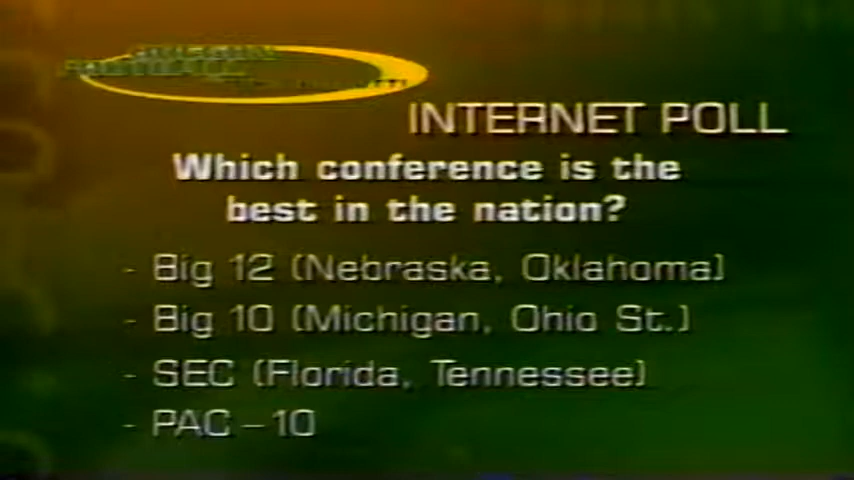 INTERNET POLL
Which conference is the
best in the nation?
- Big 12 (Nebraska, Oklahoma)
- Big 10 (Michigan, Ohio St.)
- SEC (Florida, Tennessee)
- PAC-10